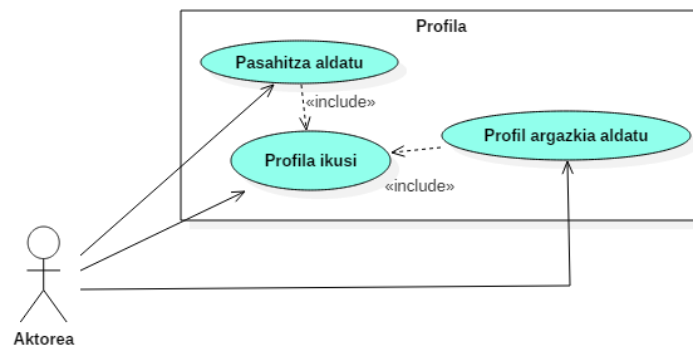 Profila
Pasahitza aldatu
«include»
Profil argazkia aldatu
Profila ikusi
«include»
Aktorea